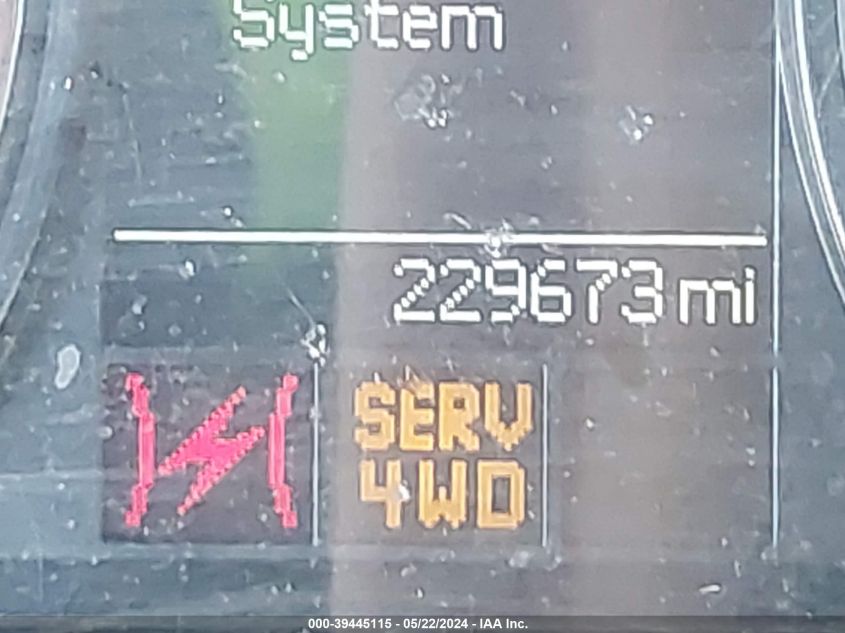 System
229673 mi
SERV
4WD
000-39445115 - 05/22/2024 - IAA Inc.